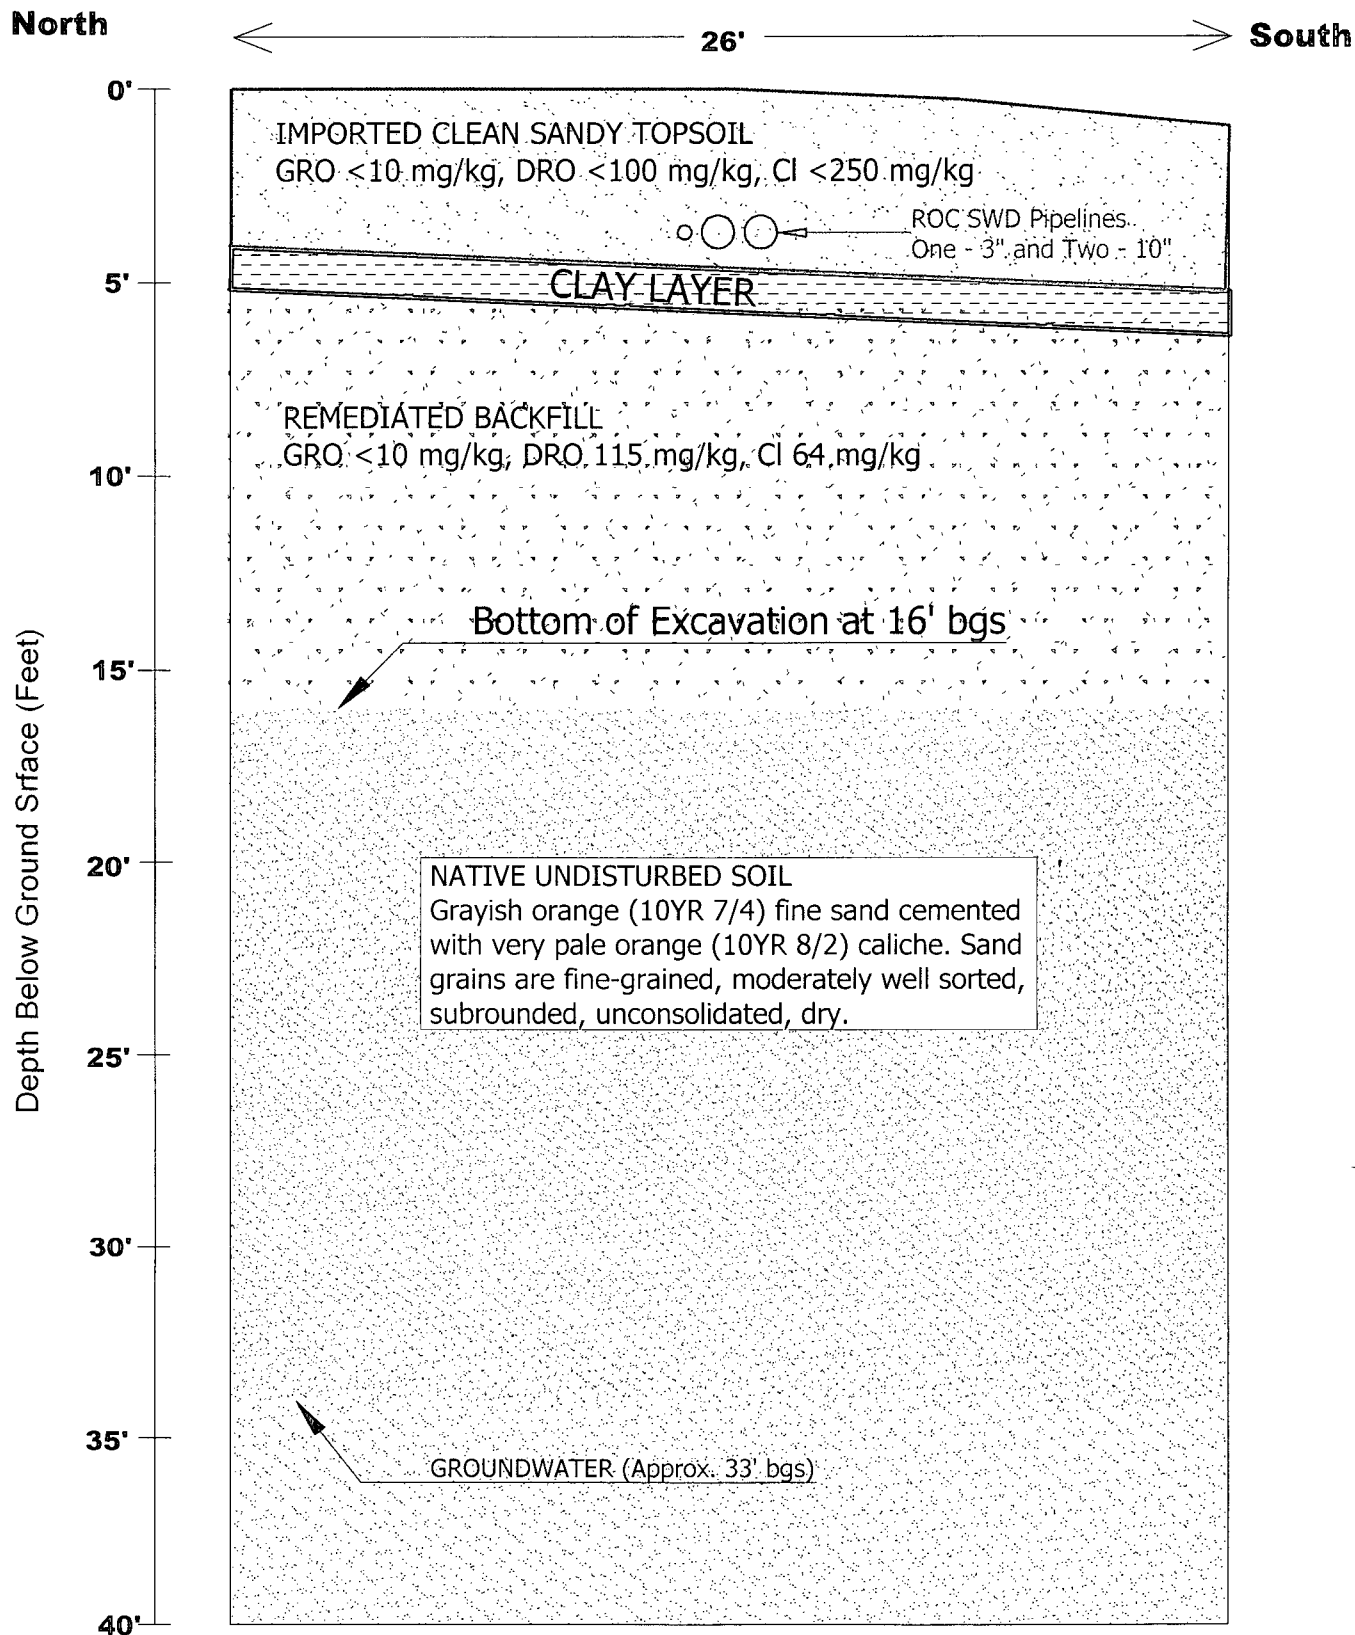 North
26'
South
0'
IMPORTED CLEAN SANDY TOPSOIL
GRO <10 mg/kg, DRO <100 mg/kg, Cl <250 mg/kg
ROC SWD Pipelines
One - 3" and Two - 10"
5'
CLAY LAYER
REMEDIATED BACKFILL
GRO <10 mg/kg, DRO 115 mg/kg, Cl 64 mg/kg
10'
Bottom of Excavation at 16' bgs
15'
Depth Below Ground Srface (Feet)
20'
NATIVE UNDISTURBED SOIL
Grayish orange (10YR 7/4) fine sand cemented
with very pale orange (10YR 8/2) caliche. Sand
grains are fine-grained, moderately well sorted,
subrounded, unconsolidated, dry.
25'
30'
35'
GROUNDWATER (Approx. 33' bgs)
40'